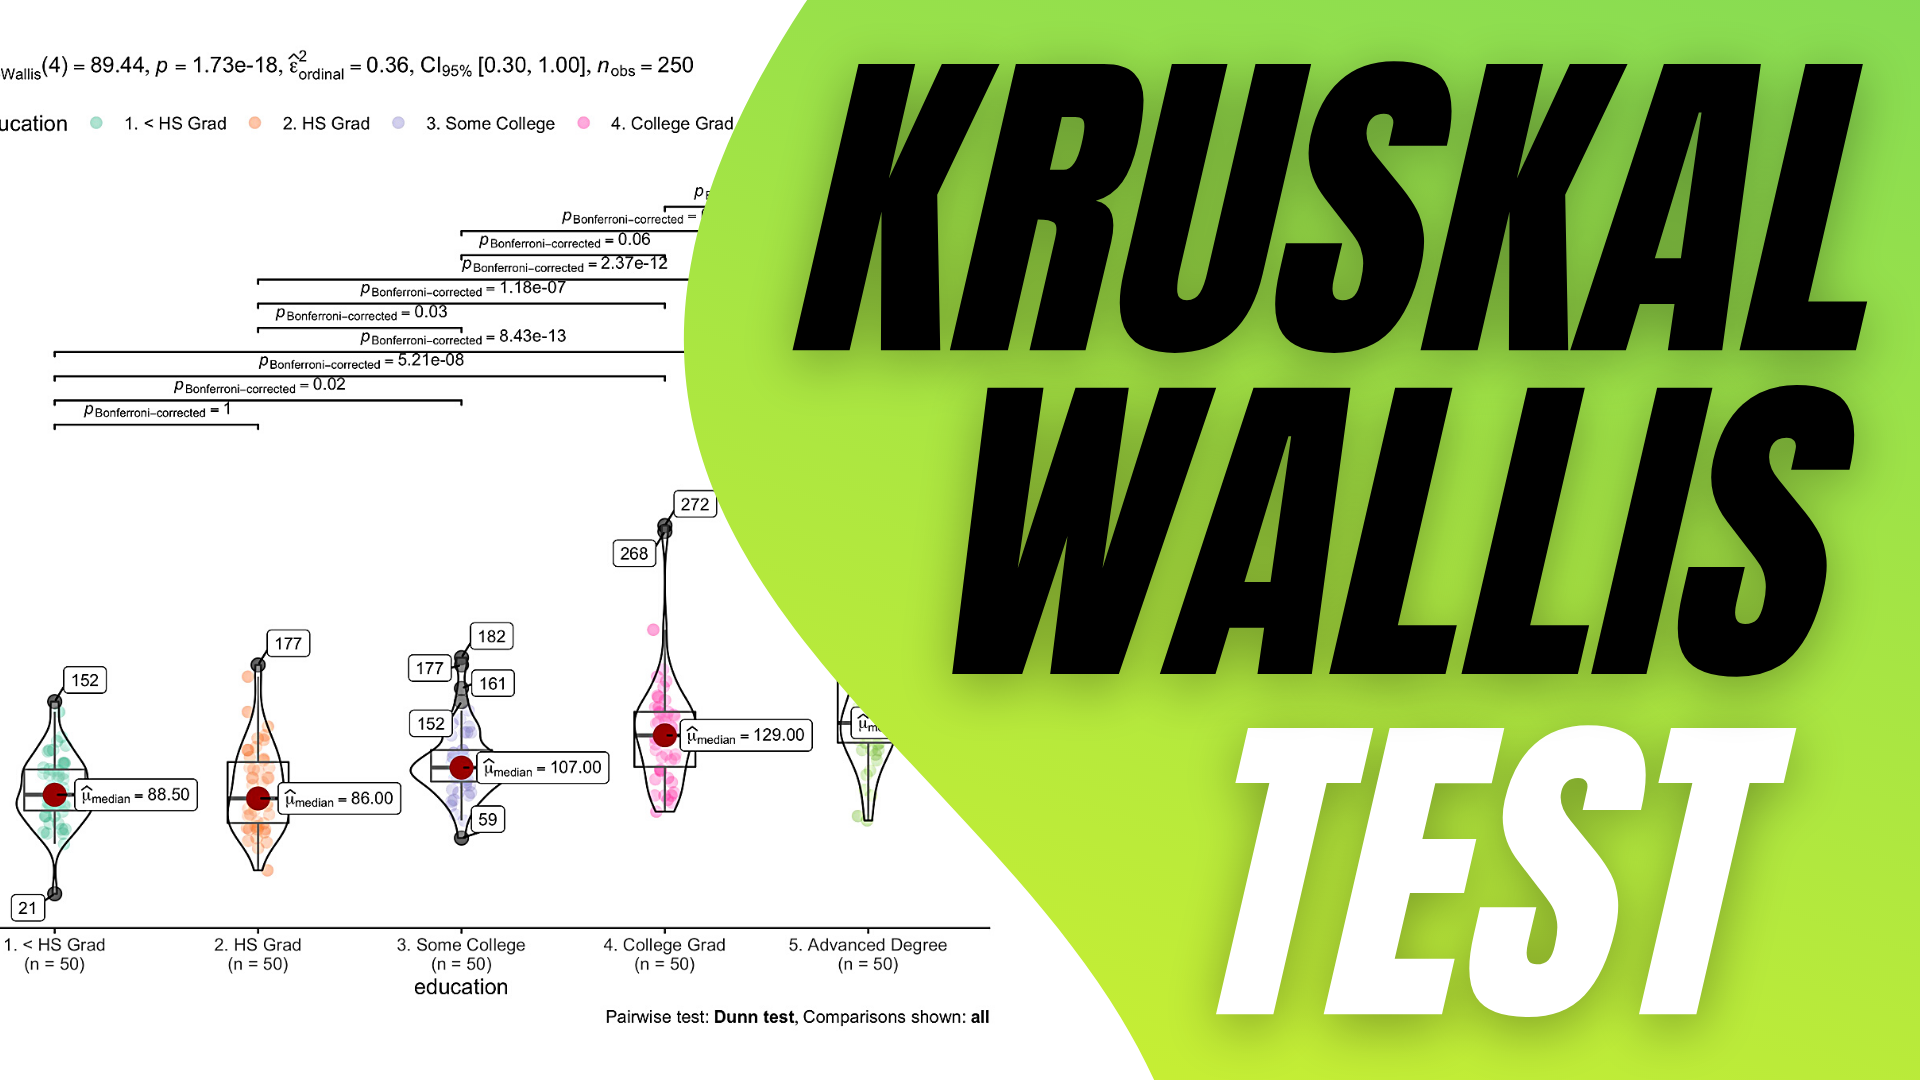 Wallis(4) = 89.44, p = 1.73e-18, ε̂²ordinal = 0.36, CI95% [0.30, 1.00], nobs = 250
ucation 1. < HS Grad 2. HS Grad 3. Some College 4. College Grad
p
pBonferroni-corrected =
pBonferroni-corrected = 0.06
pBonferroni-corrected = 2.37e-12
pBonferroni-corrected = 1.18e-07
pBonferroni-corrected = 0.03
pBonferroni-corrected = 8.43e-13
pBonferroni-corrected = 5.21e-08
pBonferroni-corrected = 0.02
pBonferroni-corrected = 1
272
268
177
182
177
161
152
152
μ̂median = 129.00
μ̂m
μ̂median = 107.00
μ̂median = 88.50
μ̂median = 86.00
59
21
1. < HS Grad 2. HS Grad 3. Some College 4. College Grad 5. Advanced Degree
(n = 50) (n = 50) (n = 50) (n = 50) (n = 50)
education
Pairwise test: Dunn test, Comparisons shown: all
KRUSKAL
WALLIS
TEST